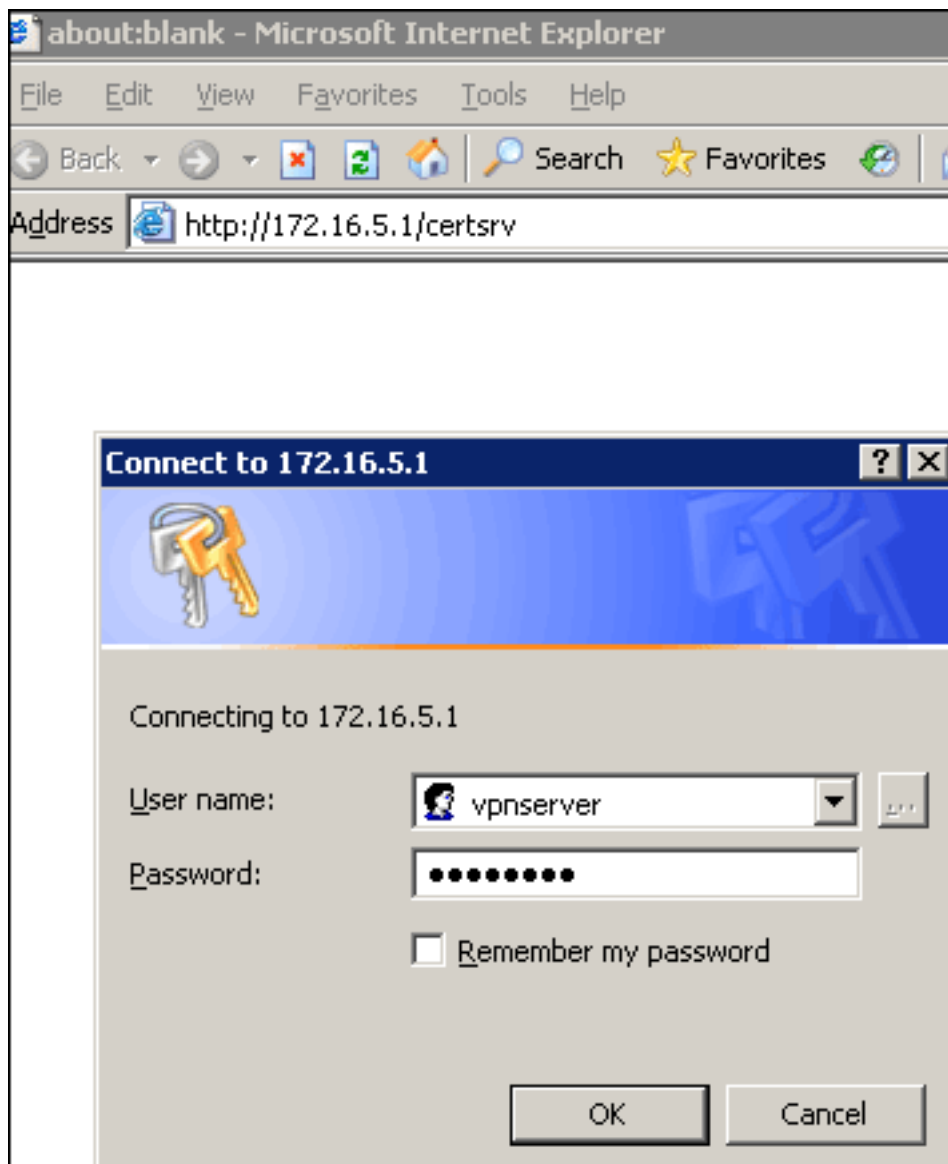 about:blank - Microsoft Internet Explorer
File Edit View Favorites Tools Help
Back Search Favorites
Address http://172.16.5.1/certsrv
Connect to 172.16.5.1
Connecting to 172.16.5.1
User name: vpnserver ...
Password: ●●●●●●●●
Remember my password
OK Cancel